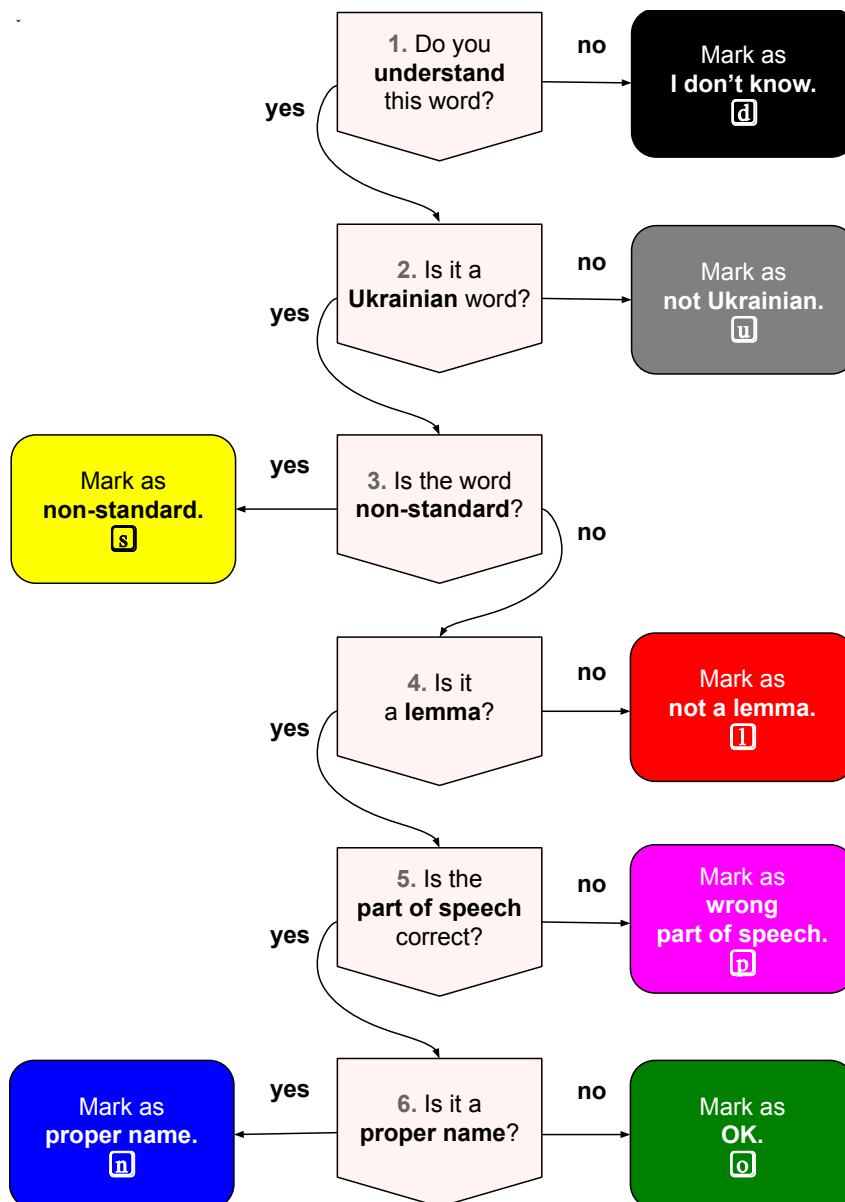 1. Do you
understand
this word?
no
Mark as
I don't know.
d
yes
2. Is it a
Ukrainian word?
no
Mark as
not Ukrainian.
u
yes
Mark as
non-standard.
s
yes
3. Is the word
non-standard?
no
4. Is it
a lemma?
no
Mark as
not a lemma.
l
yes
5. Is the
part of speech
correct?
no
Mark as
wrong
part of speech.
p
yes
Mark as
proper name.
n
yes
6. Is it a
proper name?
no
Mark as
OK.
o